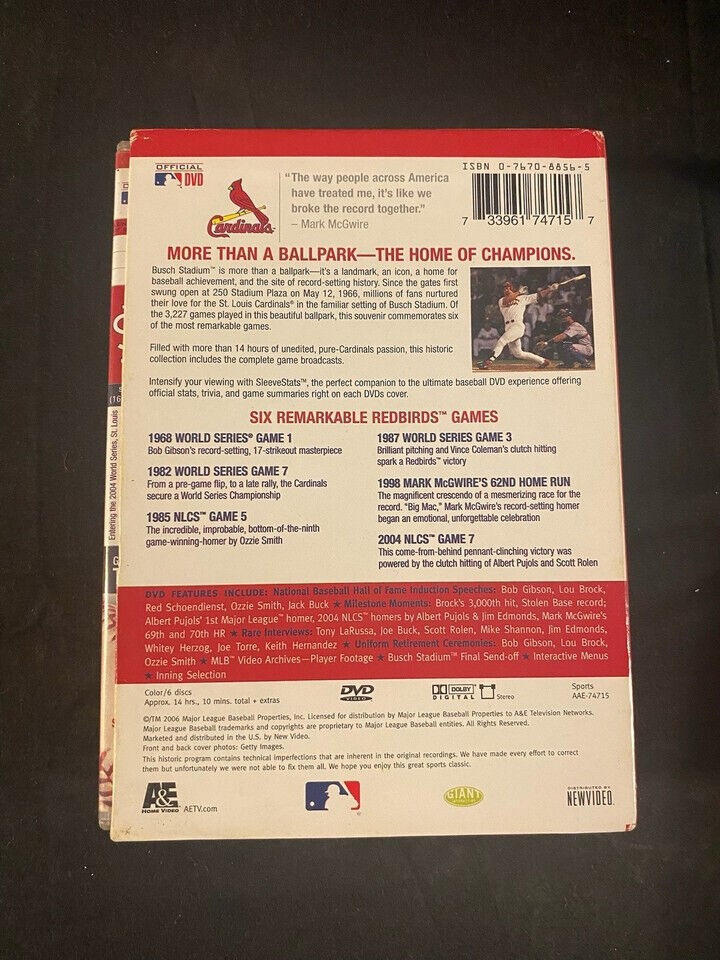 OFFICIAL
DVD
Cardinals
"The way people across America
have treated me, it's like we
broke the record together."
– Mark McGwire
ISBN 0-7670-8856-5
7 33961 74715 7
MORE THAN A BALLPARK—THE HOME OF CHAMPIONS.
Busch Stadium™ is more than a ballpark—it's a landmark, an icon, a home for
baseball achievement, and the site of record-setting history. Since the gates first
swung open at 250 Stadium Plaza on May 12, 1966, millions of fans nurtured
their love for the St. Louis Cardinals® in the familiar setting of Busch Stadium. Of
the 3,227 games played in this beautiful ballpark, this souvenir commemorates six
of the most remarkable games.
Filled with more than 14 hours of unedited, pure-Cardinals passion, this historic
collection includes the complete game broadcasts.
Intensify your viewing with SleeveStats™, the perfect companion to the ultimate baseball DVD experience offering
official stats, trivia, and game summaries right on each DVDs cover.
SIX REMARKABLE REDBIRDS™ GAMES
1968 WORLD SERIES® GAME 1
Bob Gibson's record-setting, 17-strikeout masterpiece
1982 WORLD SERIES GAME 7
From a pre-game flip, to a late rally, the Cardinals
secure a World Series Championship
1985 NLCS™ GAME 5
The incredible, improbable, bottom-of-the-ninth
game-winning-homer by Ozzie Smith
1987 WORLD SERIES GAME 3
Brilliant pitching and Vince Coleman's clutch hitting
spark a Redbirds™ victory
1998 MARK McGWIRE'S 62ND HOME RUN
The magnificent crescendo of a mesmerizing race for the
record. "Big Mac," Mark McGwire's record-setting homer
began an emotional, unforgettable celebration
2004 NLCS™ GAME 7
This come-from-behind pennant-clinching victory was
powered by the clutch hitting of Albert Pujols and Scott Rolen
DVD FEATURES INCLUDE: National Baseball Hall of Fame Induction Speeches: Bob Gibson, Lou Brock,
Red Schoendienst, Ozzie Smith, Jack Buck ★ Milestone Moments: Brock's 3,000th hit, Stolen Base record;
Albert Pujols' 1st Major League™ homer, 2004 NLCS™ homers by Albert Pujols & Jim Edmonds, Mark McGwire's
69th and 70th HR ★ Rare Interviews: Tony LaRussa, Joe Buck, Scott Rolen, Mike Shannon, Jim Edmonds,
Whitey Herzog, Joe Torre, Keith Hernandez ★ Uniform Retirement Ceremonies: Bob Gibson, Lou Brock,
Ozzie Smith ★ MLB™ Video Archives—Player Footage ★ Busch Stadium™ Final Send-off ★ Interactive Menus
★ Inning Selection
Color/6 discs
Approx. 14 hrs., 10 mins. total + extras
DVD
VIDEO
DOLBY
DIGITAL
Stereo
Sports
AAE-74715
©/TM 2006 Major League Baseball Properties, Inc. Licensed for distribution by Major League Baseball Properties to A&E Television Networks.
Major League Baseball trademarks and copyrights are proprietary to Major League Baseball entities. All Rights Reserved.
Marketed and distributed in the U.S. by New Video.
Front and back cover photos: Getty Images.
This historic program contains technical imperfections that are inherent in the original recordings. We have made every effort to correct
them but unfortunately we were not able to fix them all. We hope you enjoy this great sports classic.
A&E
HOME VIDEO
AETV.com
GIANT
DISTRIBUTED BY
NEWVIDEO
Entering the 2004 World Series, St. Louis
(16